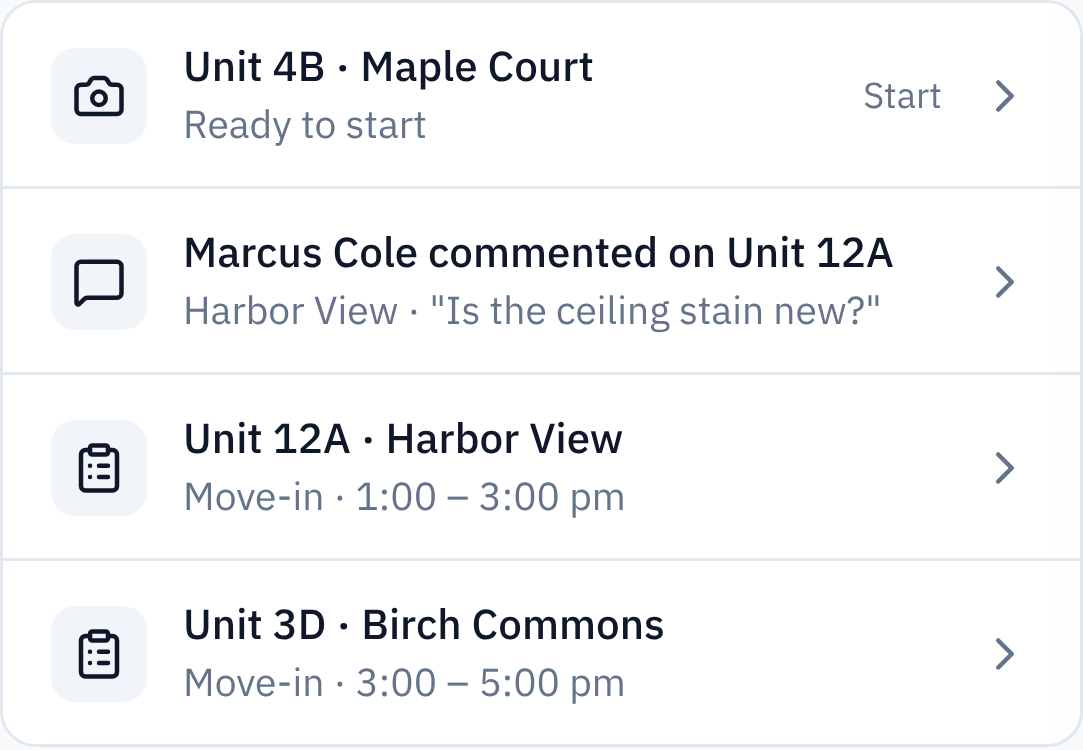 Unit 4B · Maple Court
Ready to start
Start
Marcus Cole commented on Unit 12A
Harbor View · "Is the ceiling stain new?"
Unit 12A · Harbor View
Move-in · 1:00 – 3:00 pm
Unit 3D · Birch Commons
Move-in · 3:00 – 5:00 pm